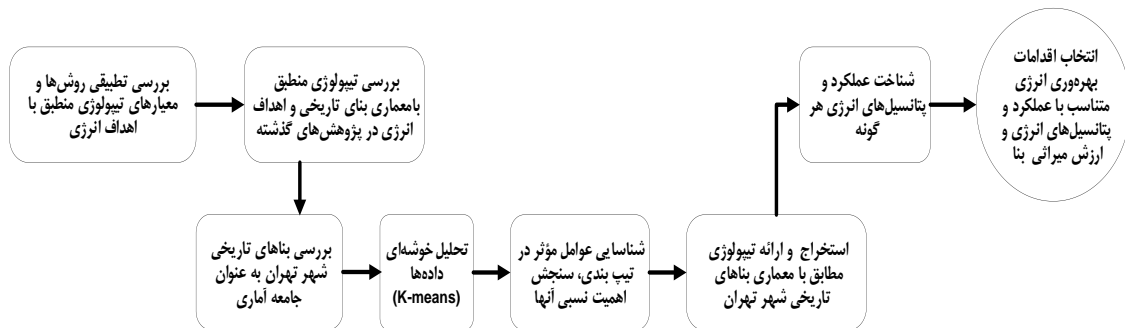 بررسی تطبیقی روش‌ها و
معیارهای تیپولوژی منطبق با
اهداف انرژی
بررسی تیپولوژی منطبق
بامعماری بنای تاریخی و اهداف
انرژی در پژوهش‌های گذشته
بررسی بناهای تاریخی
شهر تهران به عنوان
جامعه آماری
تحلیل خوشه‌ای
داده‌ها
(K-means)
شناسایی عوامل مؤثر در
تیپ بندی، سنجش
اهمیت نسبی آنها
استخراج و ارائه تیپولوژی
مطابق با معماری بناهای
تاریخی شهر تهران
شناخت عملکرد و
پتانسیل‌های انرژی هر
گونه
انتخاب اقدامات
بهره‌وری انرژی
متناسب با عملکرد و
پتانسیل‌های انرژی و
ارزش میراثی بنا